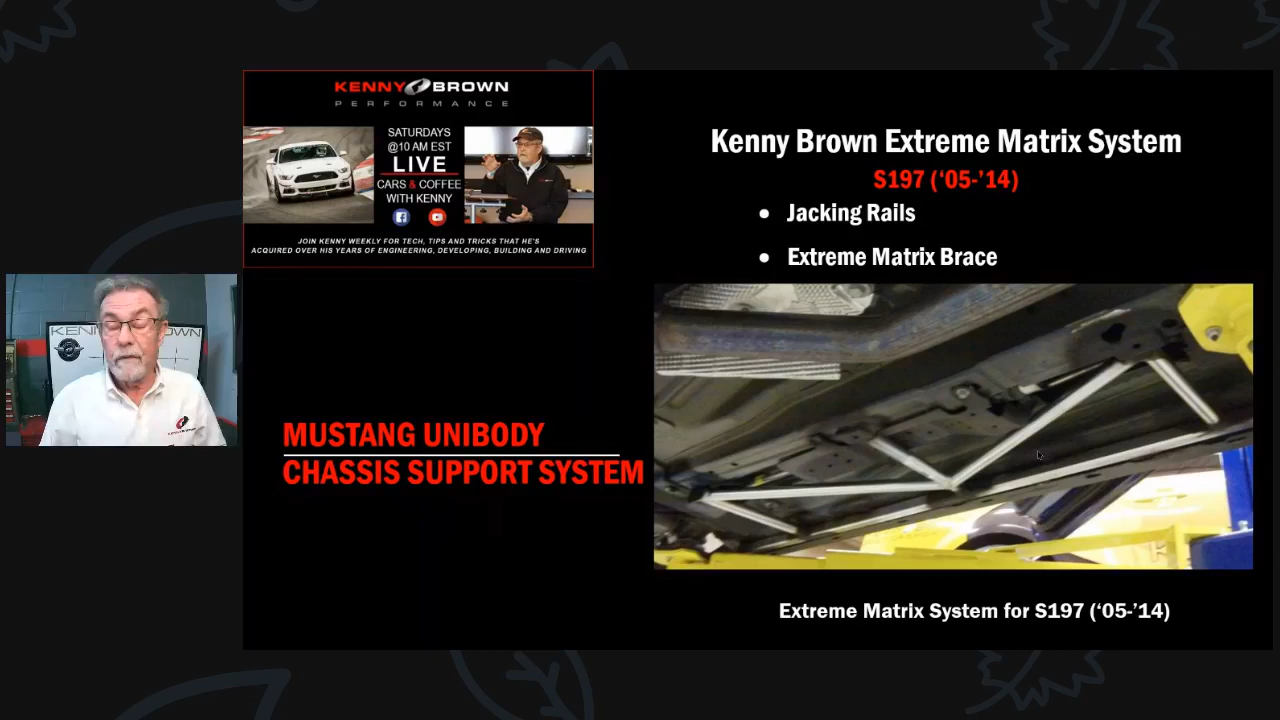 KENNY BROWN
PERFORMANCE
SATURDAYS
@10 AM EST
LIVE
CARS & COFFEE
WITH KENNY
JOIN KENNY WEEKLY FOR TECH, TIPS AND TRICKS THAT HE'S
ACQUIRED OVER HIS YEARS OF ENGINEERING, DEVELOPING, BUILDING AND DRIVING
Kenny Brown Extreme Matrix System
S197 (‘05-’14)
• Jacking Rails
• Extreme Matrix Brace
MUSTANG UNIBODY
CHASSIS SUPPORT SYSTEM
Extreme Matrix System for S197 (‘05-’14)